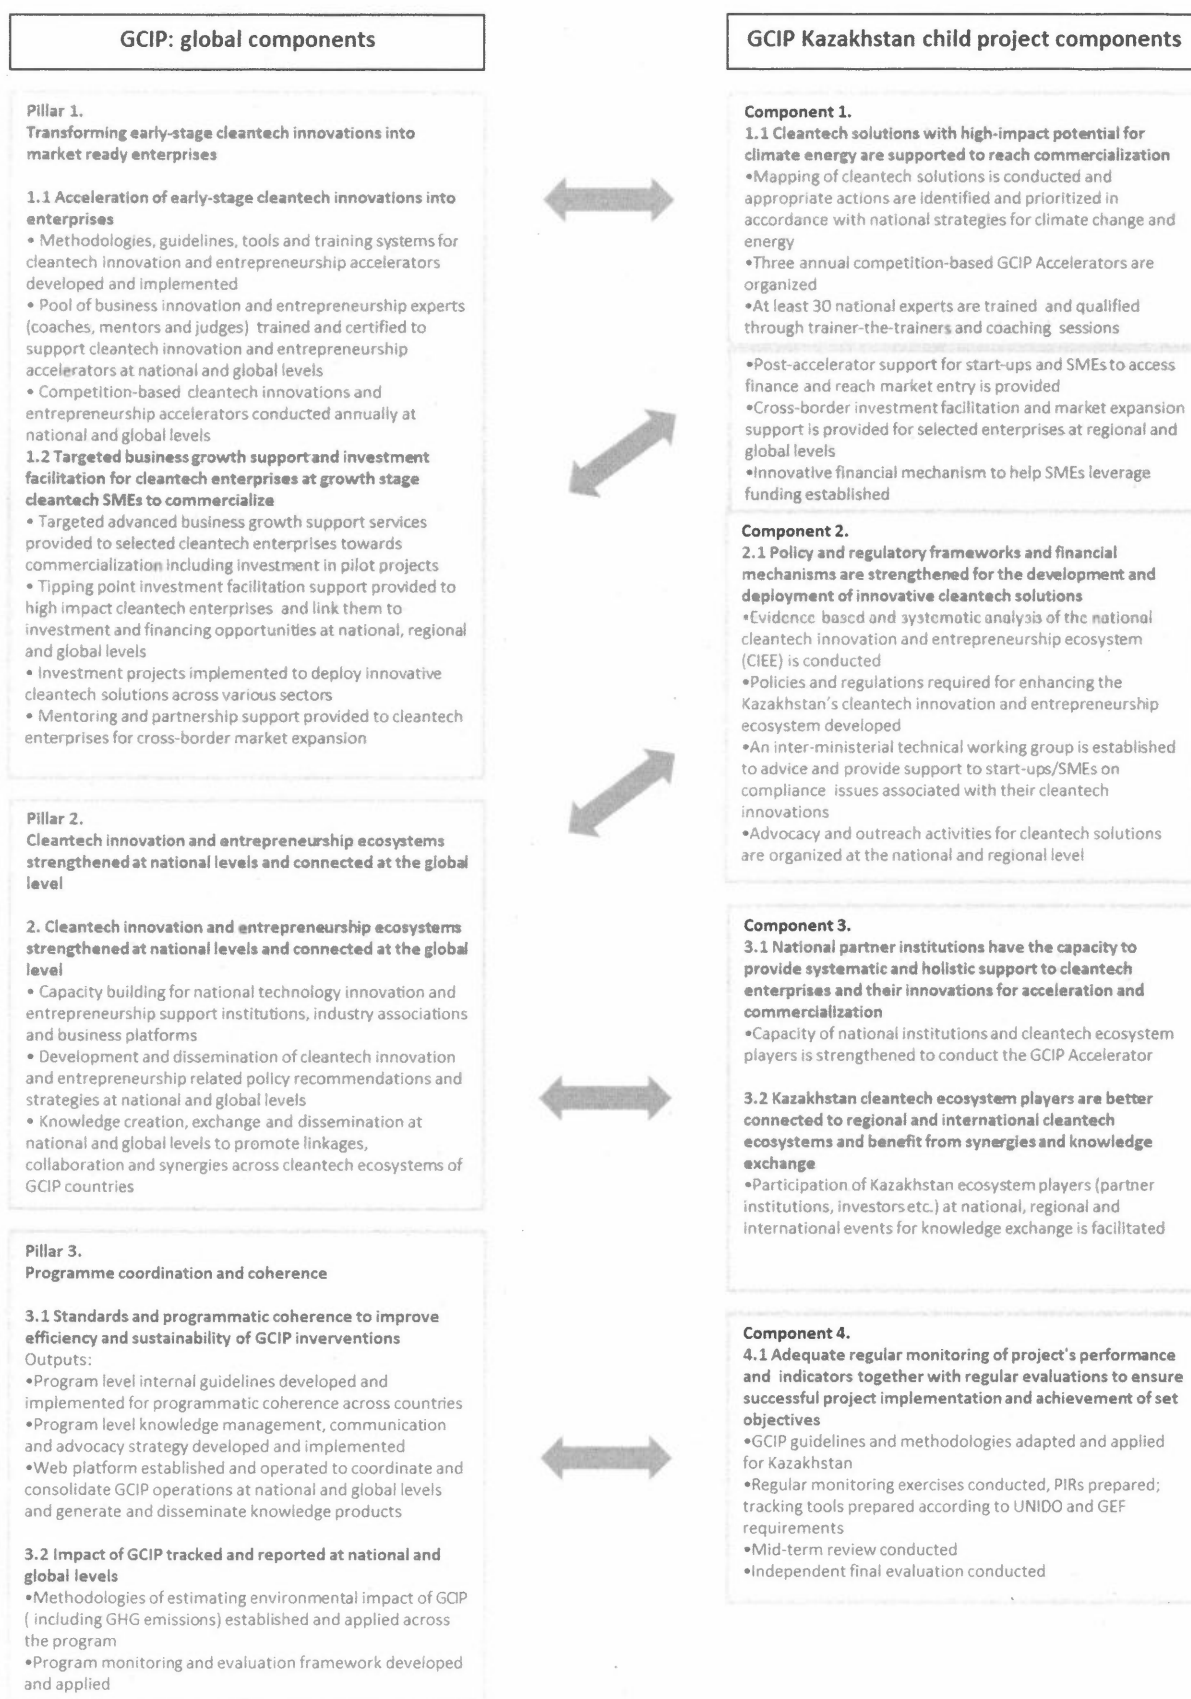 GCIP: global components
Pillar 1.
Transforming early-stage cleantech innovations into
market ready enterprises
1.1 Acceleration of early-stage cleantech innovations into
enterprises
• Methodologies, guidelines, tools and training systems for
cleantech innovation and entrepreneurship accelerators
developed and implemented
• Pool of business innovation and entrepreneurship experts
(coaches, mentors and judges) trained and certified to
support cleantech innovation and entrepreneurship
accelerators at national and global levels
• Competition-based cleantech innovations and
entrepreneurship accelerators conducted annually at
national and global levels
1.2 Targeted business growth support and investment
facilitation for cleantech enterprises at growth stage
cleantech SMEs to commercialize
• Targeted advanced business growth support services
provided to selected cleantech enterprises towards
commercialization including investment in pilot projects
• Tipping point investment facilitation support provided to
high impact cleantech enterprises and link them to
investment and financing opportunities at national, regional
and global levels
• Investment projects implemented to deploy innovative
cleantech solutions across various sectors
• Mentoring and partnership support provided to cleantech
enterprises for cross-border market expansion
Pillar 2.
Cleantech innovation and entrepreneurship ecosystems
strengthened at national levels and connected at the global
level
2. Cleantech innovation and entrepreneurship ecosystems
strengthened at national levels and connected at the global
level
• Capacity building for national technology innovation and
entrepreneurship support institutions, industry associations
and business platforms
• Development and dissemination of cleantech innovation
and entrepreneurship related policy recommendations and
strategies at national and global levels
• Knowledge creation, exchange and dissemination at
national and global levels to promote linkages,
collaboration and synergies across cleantech ecosystems of
GCIP countries
Pillar 3.
Programme coordination and coherence
3.1 Standards and programmatic coherence to improve
efficiency and sustainability of GCIP inverventions
Outputs:
•Program level internal guidelines developed and
implemented for programmatic coherence across countries
•Program level knowledge management, communication
and advocacy strategy developed and implemented
•Web platform established and operated to coordinate and
consolidate GCIP operations at national and global levels
and generate and disseminate knowledge products
3.2 Impact of GCIP tracked and reported at national and
global levels
•Methodologies of estimating environmental impact of GCIP
( including GHG emissions) established and applied across
the program
•Program monitoring and evaluation framework developed
and applied
GCIP Kazakhstan child project components
Component 1.
1.1 Cleantech solutions with high-impact potential for
climate energy are supported to reach commercialization
•Mapping of cleantech solutions is conducted and
appropriate actions are identified and prioritized in
accordance with national strategies for climate change and
energy
•Three annual competition-based GCIP Accelerators are
organized
•At least 30 national experts are trained and qualified
through trainer-the-trainers and coaching sessions
•Post-accelerator support for start-ups and SMEs to access
finance and reach market entry is provided
•Cross-border investment facilitation and market expansion
support is provided for selected enterprises at regional and
global levels
•Innovative financial mechanism to help SMEs leverage
funding established
Component 2.
2.1 Policy and regulatory frameworks and financial
mechanisms are strengthened for the development and
deployment of innovative cleantech solutions
•Evidence based and systematic analysis of the national
cleantech innovation and entrepreneurship ecosystem
(CIEE) is conducted
•Policies and regulations required for enhancing the
Kazakhstan's cleantech innovation and entrepreneurship
ecosystem developed
•An inter-ministerial technical working group is established
to advice and provide support to start-ups/SMEs on
compliance issues associated with their cleantech
innovations
•Advocacy and outreach activities for cleantech solutions
are organized at the national and regional level
Component 3.
3.1 National partner institutions have the capacity to
provide systematic and holistic support to cleantech
enterprises and their innovations for acceleration and
commercialization
•Capacity of national institutions and cleantech ecosystem
players is strengthened to conduct the GCIP Accelerator
3.2 Kazakhstan cleantech ecosystem players are better
connected to regional and international cleantech
ecosystems and benefit from synergies and knowledge
exchange
•Participation of Kazakhstan ecosystem players (partner
institutions, investors etc.) at national, regional and
international events for knowledge exchange is facilitated
Component 4.
4.1 Adequate regular monitoring of project's performance
and indicators together with regular evaluations to ensure
successful project implementation and achievement of set
objectives
•GCIP guidelines and methodologies adapted and applied
for Kazakhstan
•Regular monitoring exercises conducted, PIRs prepared;
tracking tools prepared according to UNIDO and GEF
requirements
•Mid-term review conducted
•Independent final evaluation conducted